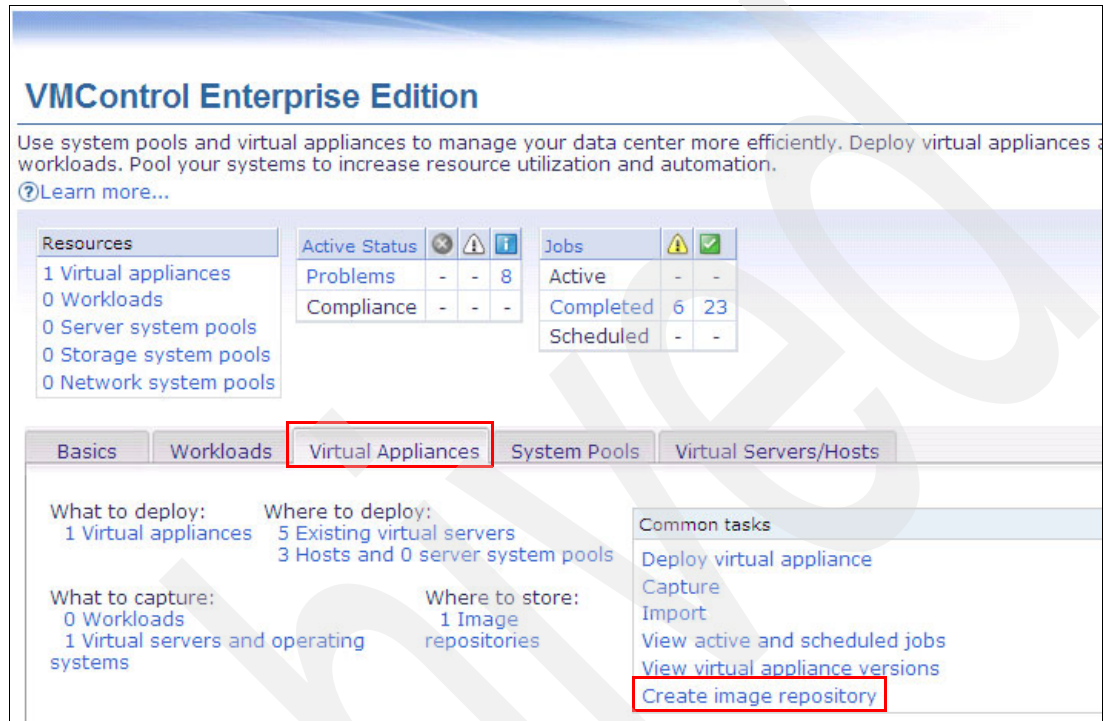 VMControl Enterprise Edition
Use system pools and virtual appliances to manage your data center more efficiently. Deploy virtual appliances a
workloads. Pool your systems to increase resource utilization and automation.
?Learn more...
Resources
1 Virtual appliances
0 Workloads
0 Server system pools
0 Storage system pools
0 Network system pools
Active Status
Problems - - 8
Compliance - - -
Jobs
Active - -
Completed 6 23
Scheduled - -
Basics Workloads Virtual Appliances System Pools Virtual Servers/Hosts
What to deploy:
1 Virtual appliances
Where to deploy:
5 Existing virtual servers
3 Hosts and 0 server system pools
What to capture:
0 Workloads
1 Virtual servers and operating
systems
Where to store:
1 Image
repositories
Common tasks
Deploy virtual appliance
Capture
Import
View active and scheduled jobs
View virtual appliance versions
Create image repository